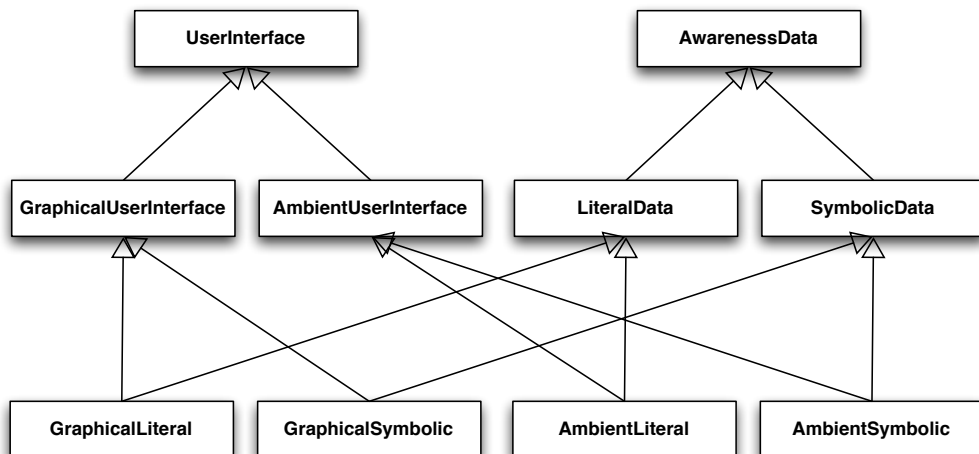 UserInterface
AwarenessData
GraphicalUserInterface
AmbientUserInterface
LiteralData
SymbolicData
GraphicalLiteral
GraphicalSymbolic
AmbientLiteral
AmbientSymbolic